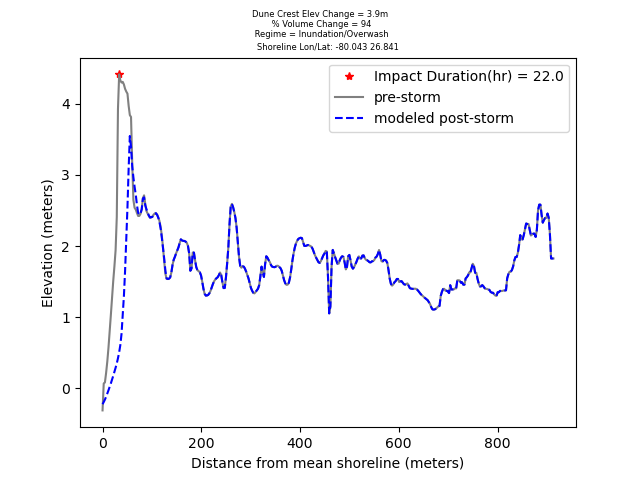 Dune Crest Elev Change = 3.9m
% Volume Change = 94
Regime = Inundation/Overwash
Shoreline Lon/Lat: -80.043 26.841
Impact Duration(hr) = 22.0
pre-storm
modeled post-storm
Elevation (meters)
4
3
2
1
0
0 200 400 600 800
Distance from mean shoreline (meters)